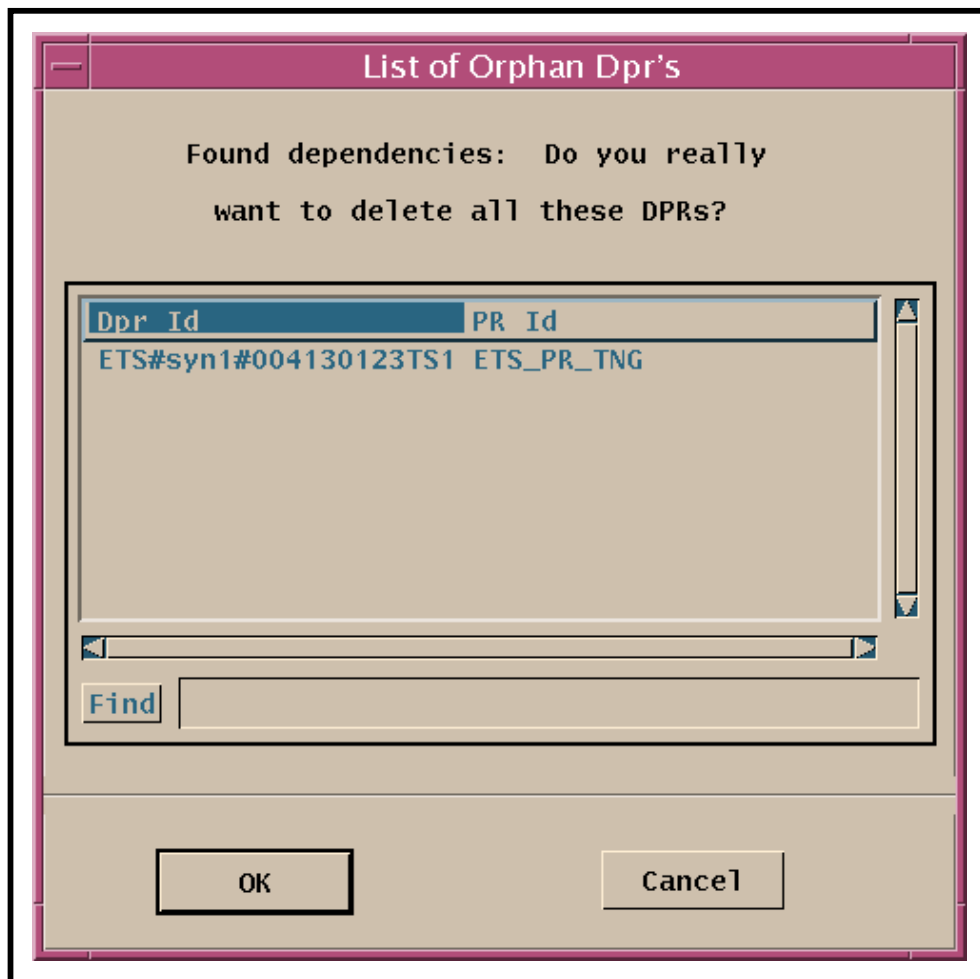 List of Orphan Dpr's
Found dependencies: Do you really
want to delete all these DPRs?
Dpr Id PR Id
ETS#syn1#004130123TS1 ETS_PR_TNG
Find
OK Cancel